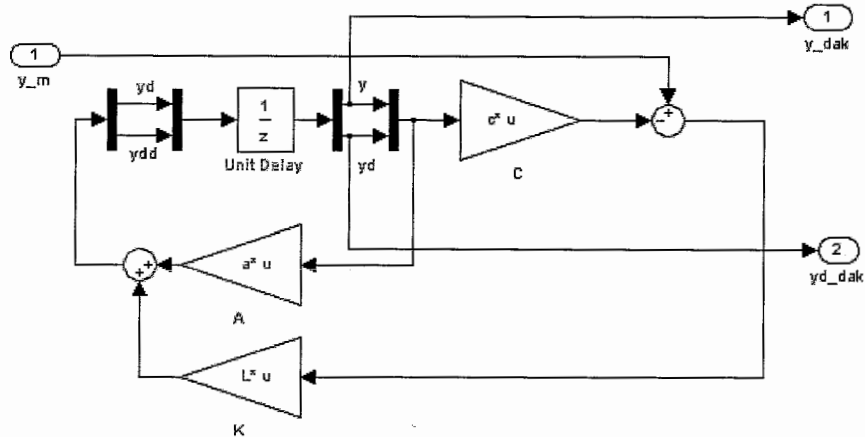 1
y_dak
1
y_m
yd
ydd
1
z
Unit Delay
y
yd
c* u
C
+
−
2
yd_dak
+
+
a* u
A
L* u
K